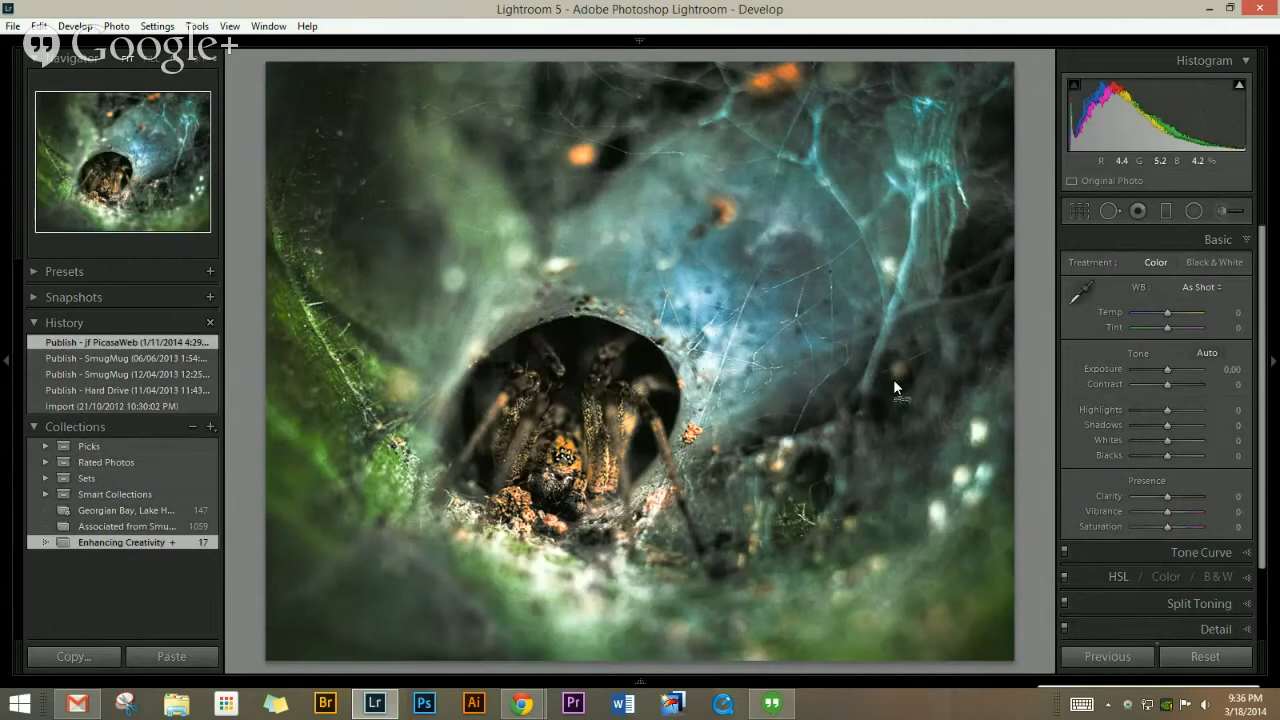 Lr Lightroom 5 - Adobe Photoshop Lightroom - Develop
File Edit Develop Photo Settings Tools View Window Help
Google+
Navigator FIT
Histogram
R 4.4 G 5.2 B 4.2 %
Original Photo
Basic
Treatment : Color Black & White
WB : As Shot
Temp 0
Tint 0
Tone Auto
Exposure 0.00
Contrast 0
Highlights 0
Shadows 0
Whites 0
Blacks 0
Presence
Clarity 0
Vibrance 0
Saturation 0
Tone Curve
HSL / Color / B & W
Split Toning
Detail
Previous Reset
Presets
Snapshots
History
Publish - jf PicasaWeb (1/11/2014 4:29...
Publish - SmugMug (06/06/2013 1:54:...
Publish - SmugMug (12/04/2013 12:25...
Publish - Hard Drive (11/04/2013 11:43...
Import (21/10/2012 10:30:02 PM)
Collections
Picks
Rated Photos
Sets
Smart Collections
Georgian Bay, Lake H... 147
Associated from Smu... 1059
Enhancing Creativity + 17
Copy... Paste
Br Lr Ps Ai Pr
9:36 PM
3/18/2014